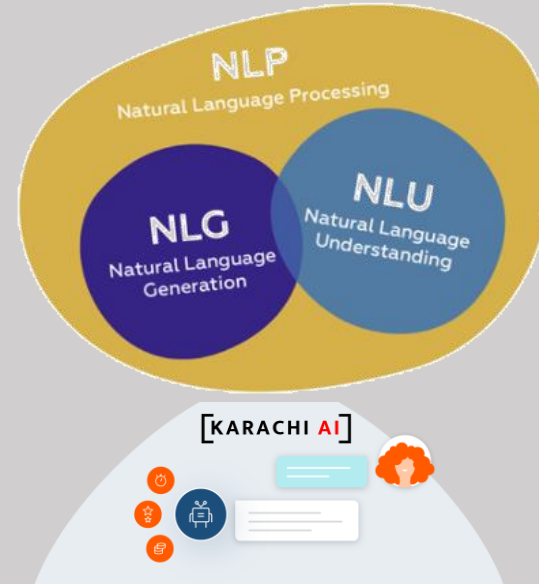 NLP
Natural Language Processing
NLG
Natural Language
Generation
NLU
Natural Language
Understanding
[KARACHI AI]